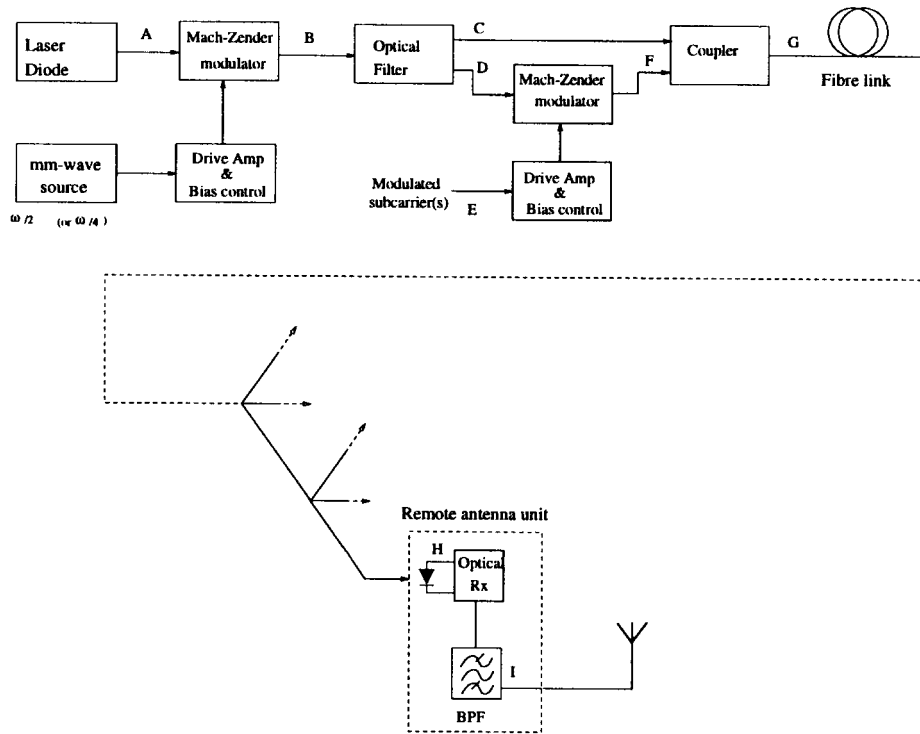 A
B
C
D
E
F
G
Laser
Diode
Mach-Zender
modulator
Optical
Filter
Mach-Zender
modulator
Coupler
Fibre link
mm-wave
source
ω/2 (or ω/4 )
Drive Amp
&
Bias control
Modulated
subcarrier(s)
Drive Amp
&
Bias control
Remote antenna unit
H
Optical
Rx
I
BPF